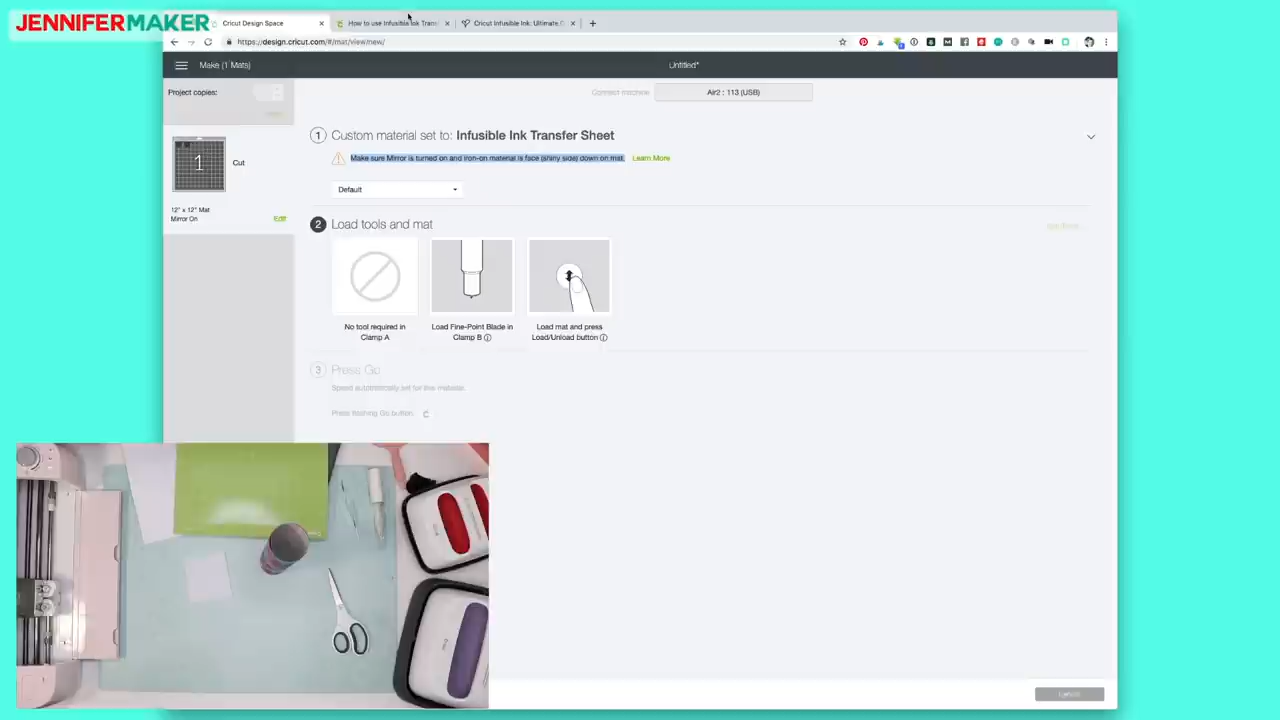 JENNIFERMAKER
Cricut Design Space
How to use Infusible Ink Trans
Cricut Infusible Ink: Ultimate
https://design.cricut.com/#/mat/view/new/
Make (1 Mats)
Untitled*
Project copies:
Connect machine
Air2 : 113 (USB)
1 Custom material set to: Infusible Ink Transfer Sheet
Make sure Mirror is turned on and iron-on material is face (shiny side) down on mat. Learn More
1
Cut
Default
12" x 12" Mat
Mirror On
Edit
2 Load tools and mat
No tool required in
Clamp A
Load Fine-Point Blade in
Clamp B
Load mat and press
Load/Unload button
3 Press Go
Speed automatically set for this material.
Press flashing Go button.